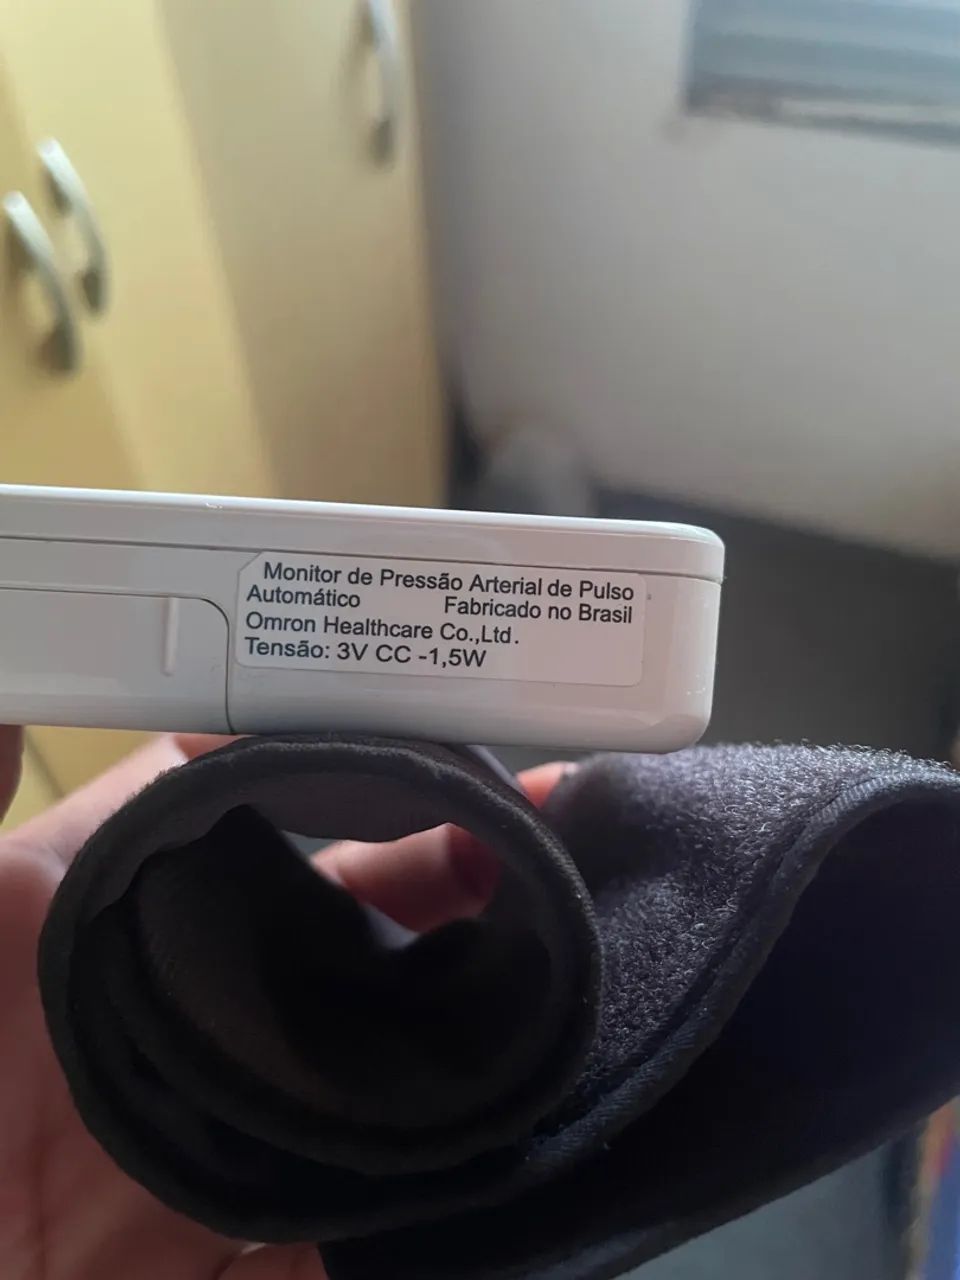 Monitor de Pressão Arterial de Pulso
Automático Fabricado no Brasil
Omron Healthcare Co.,Ltd.
Tensão: 3V CC -1,5W